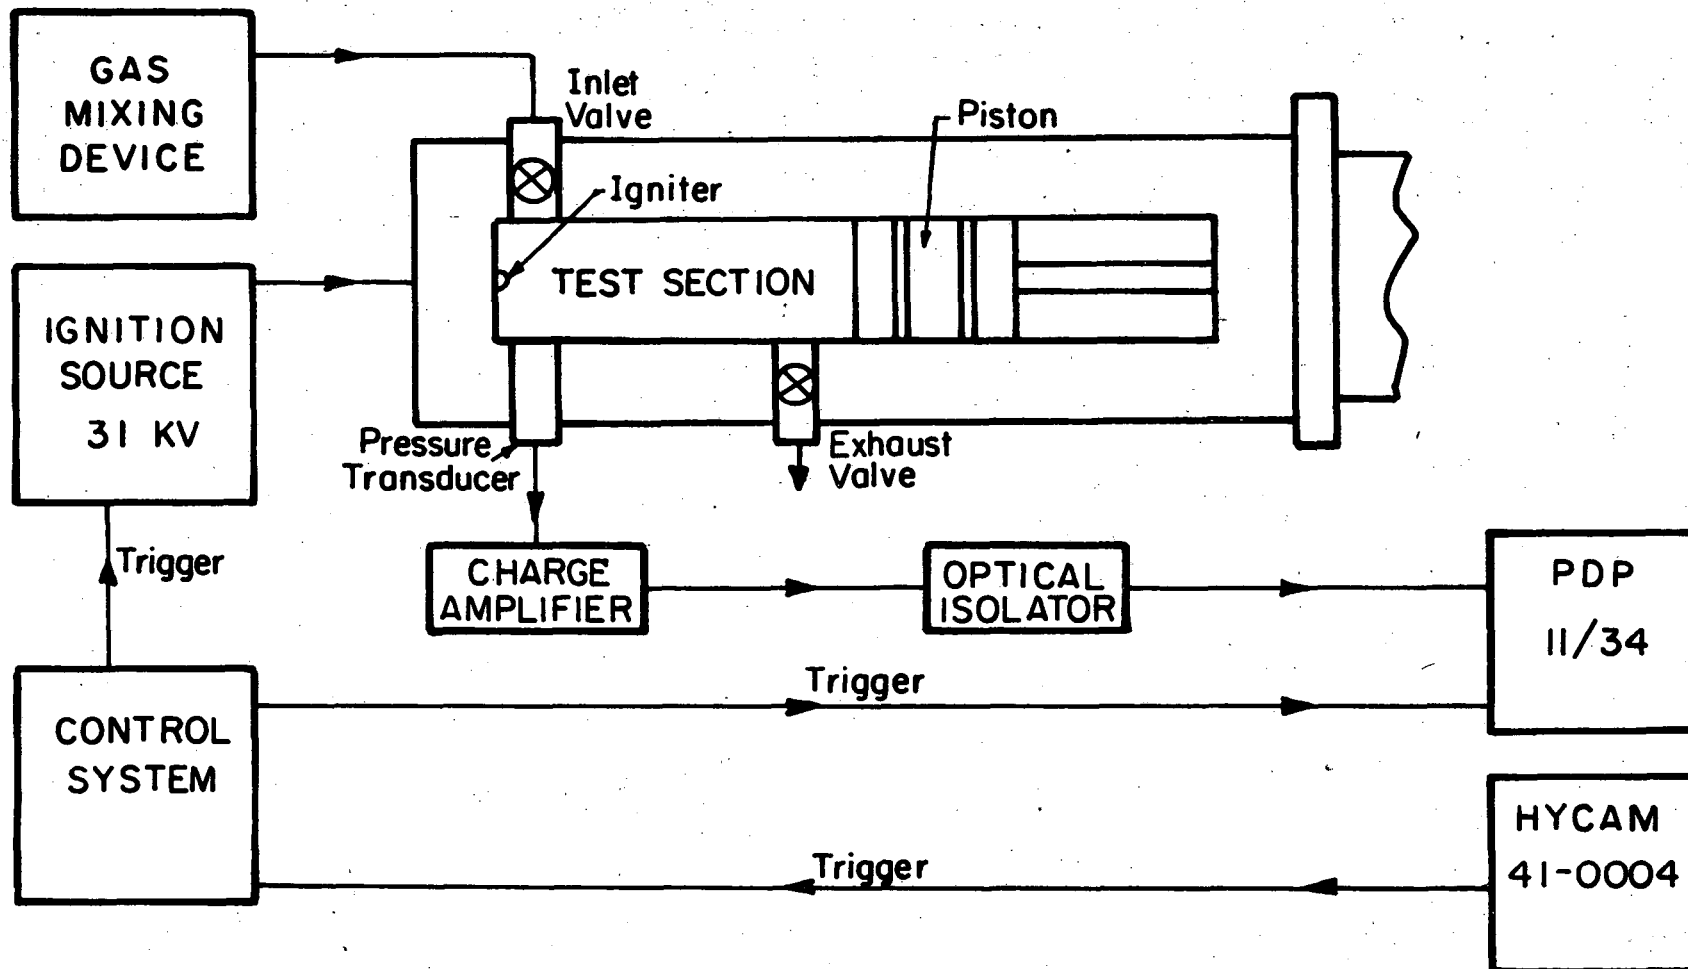 GAS
MIXING
DEVICE
Inlet
Valve
Piston
Igniter
TEST SECTION
IGNITION
SOURCE
31 KV
Pressure
Transducer
Exhaust
Valve
Trigger
CHARGE
AMPLIFIER
OPTICAL
ISOLATOR
PDP
11/34
Trigger
CONTROL
SYSTEM
HYCAM
41-0004
Trigger